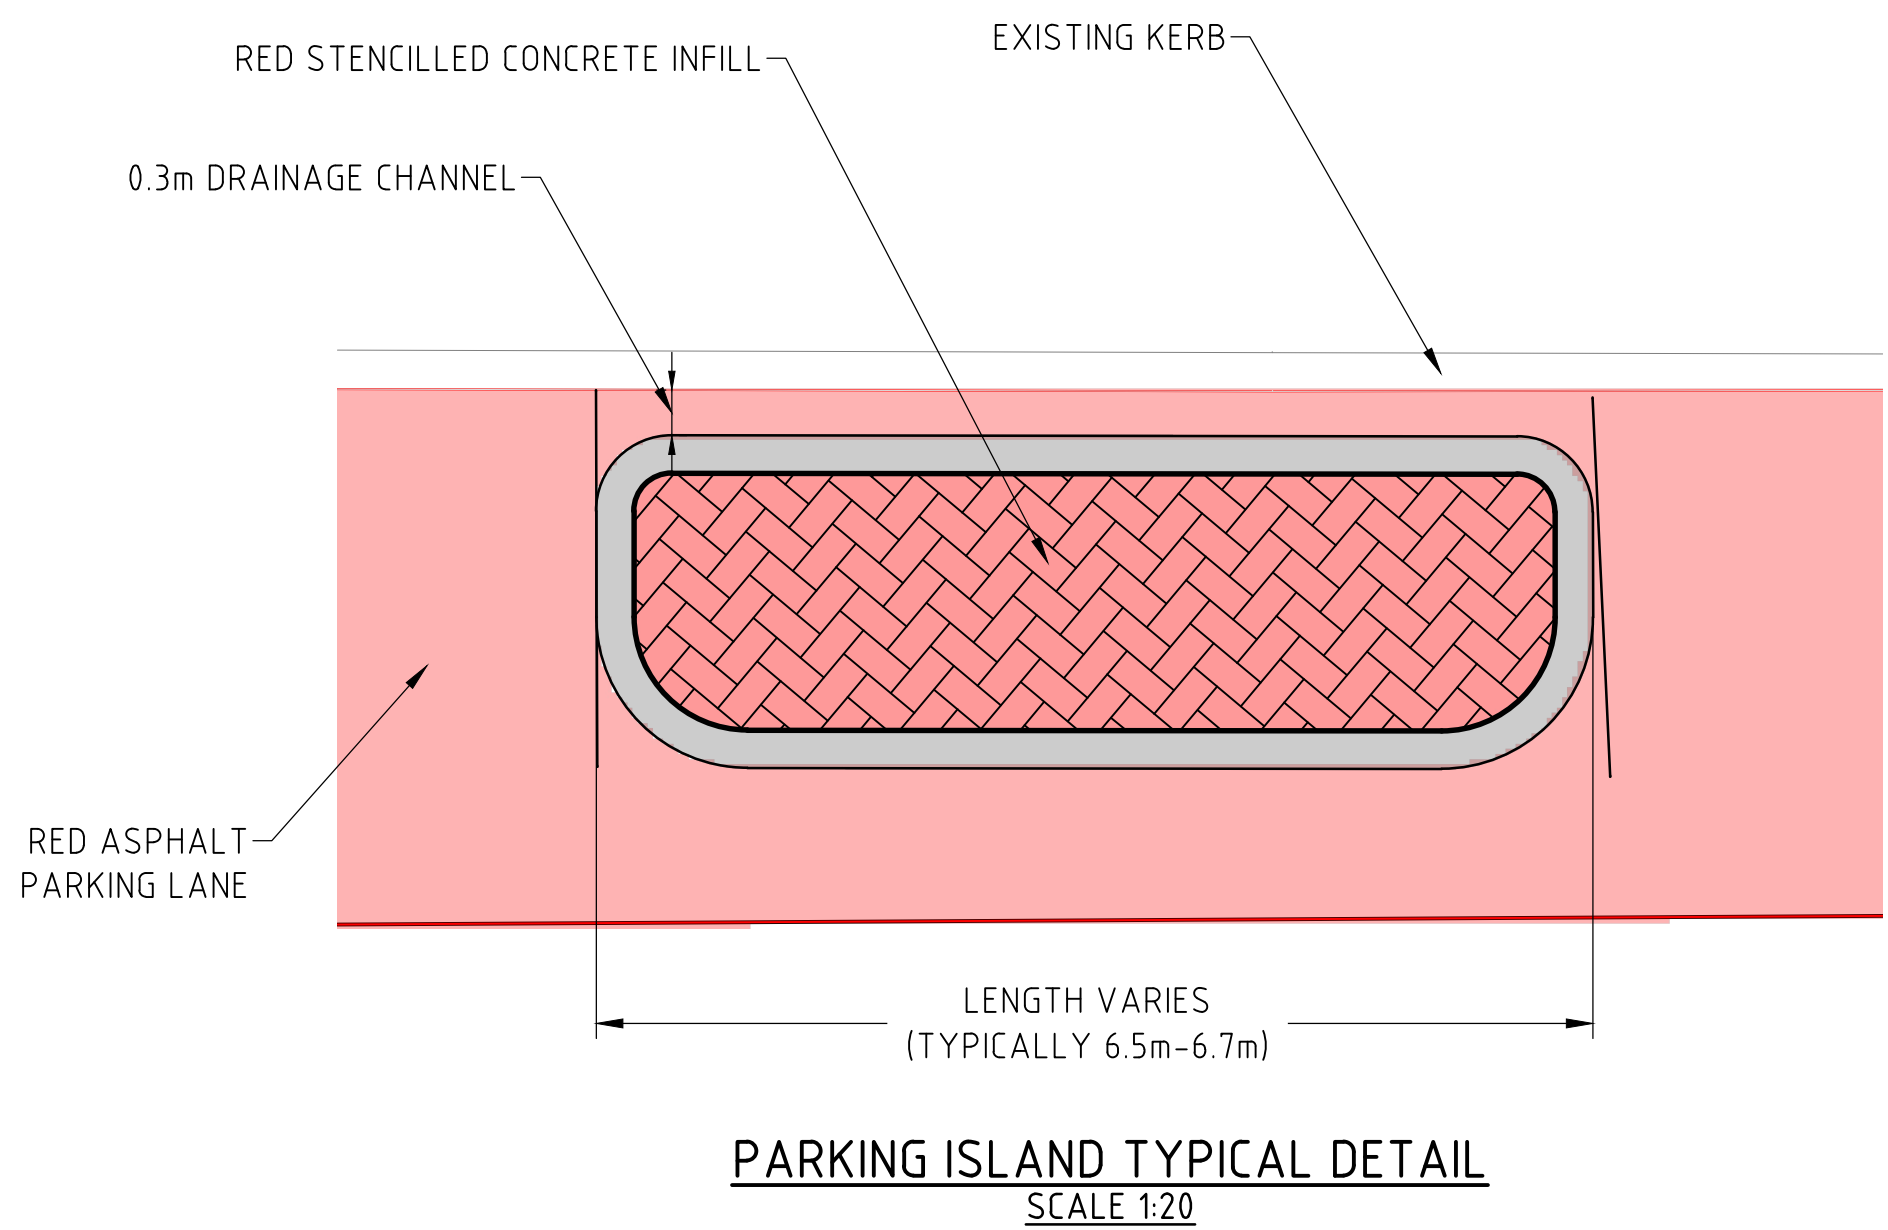 EXISTING KERB
RED STENCILLED CONCRETE INFILL
0.3m DRAINAGE CHANNEL
RED ASPHALT
PARKING LANE
LENGTH VARIES
(TYPICALLY 6.5m-6.7m)
PARKING ISLAND TYPICAL DETAIL
SCALE 1:20